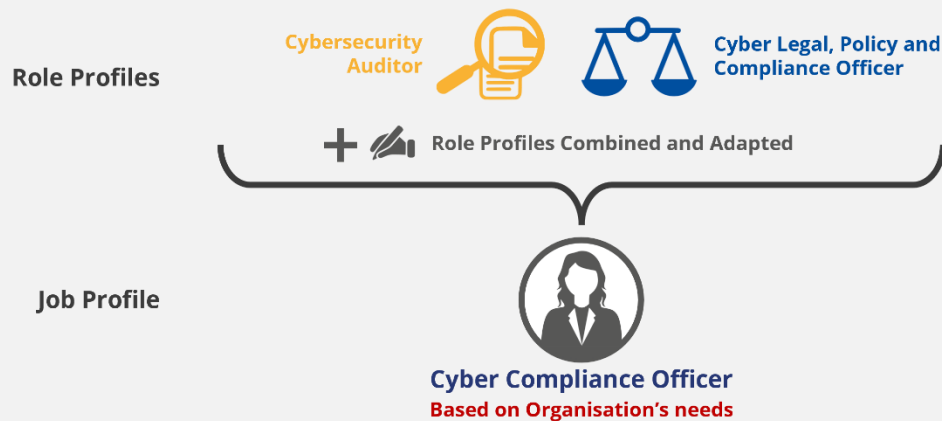 Role Profiles
Cybersecurity
Auditor
Cyber Legal, Policy and
Compliance Officer
Role Profiles Combined and Adapted
Job Profile
Cyber Compliance Officer
Based on Organisation's needs